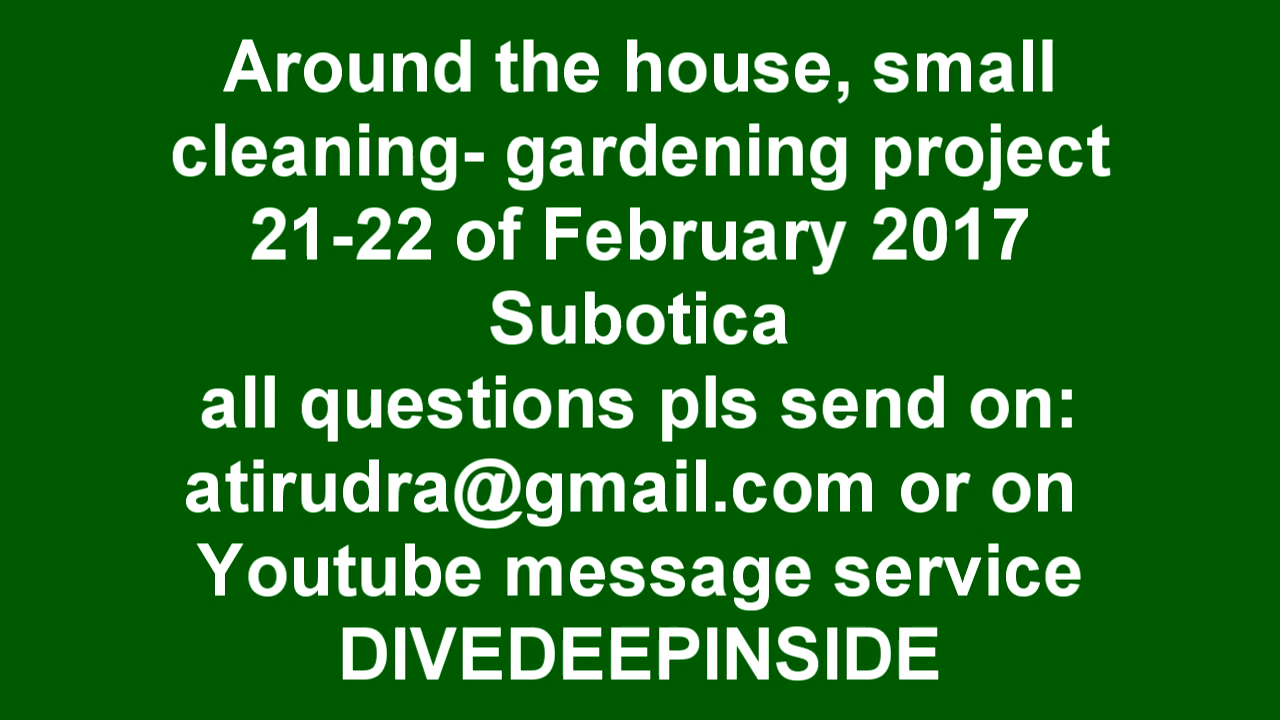 Around the house, small
cleaning- gardening project
21-22 of February 2017
Subotica
all questions pls send on:
atirudra@gmail.com or on
Youtube message service
DIVEDEEPINSIDE